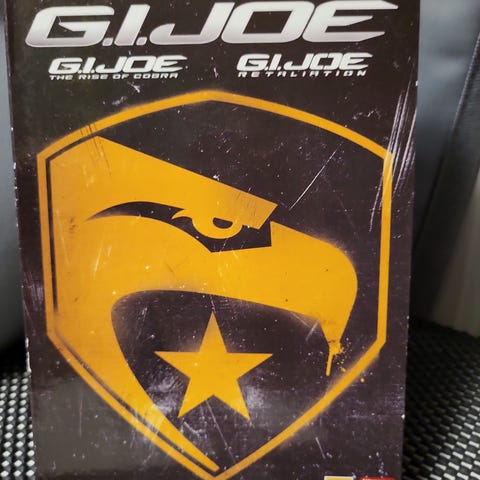 G.I.JOE
G.I.JOE G.I.JOE
THE RISE OF COBRA RETALIATION